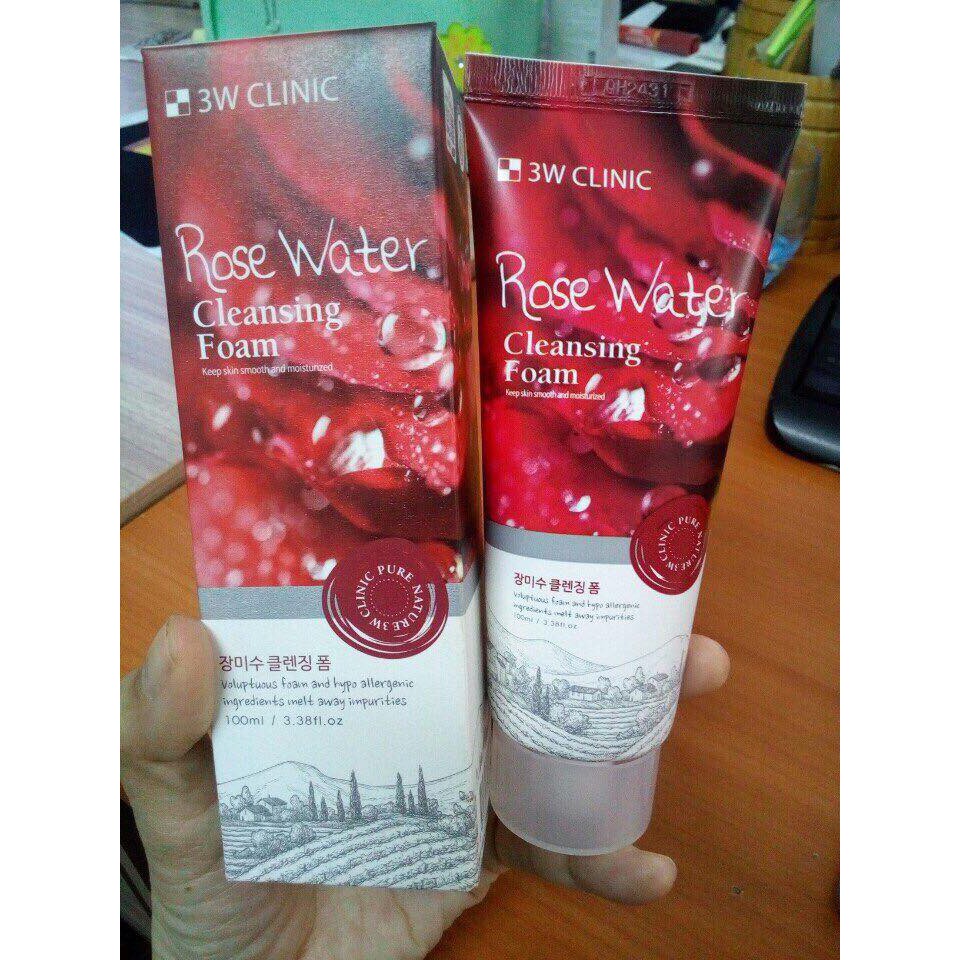 3W CLINIC
Rose Water
Cleansing
Foam
Keep skin smooth and moisturized
3W CLINIC PURE NATURE
장미수 클렌징 폼
Voluptuous foam and hypo allergenic
ingredients melt away impurities
100ml / 3.38fl.oz
3W CLINIC
Rose Water
Cleansing
Foam
Keep skin smooth and moisturized
3W CLINIC PURE NATURE
장미수 클렌징 폼
Voluptuous foam and hypo allergenic
ingredients melt away impurities
100ml / 3.38fl.oz